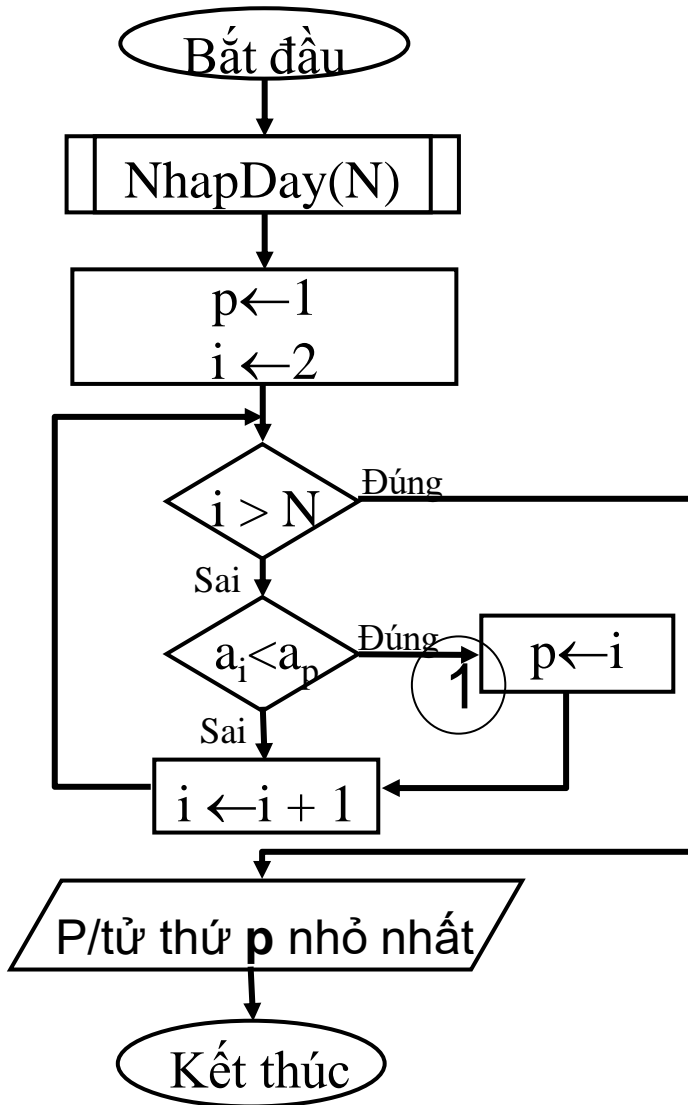 Bắt đầu
NhapDay(N)
p←1
i ←2
i > N
Đúng
Sai
aᵢ<aₚ
Đúng
1
p←i
Sai
i ←i + 1
P/tử thứ p nhỏ nhất
Kết thúc